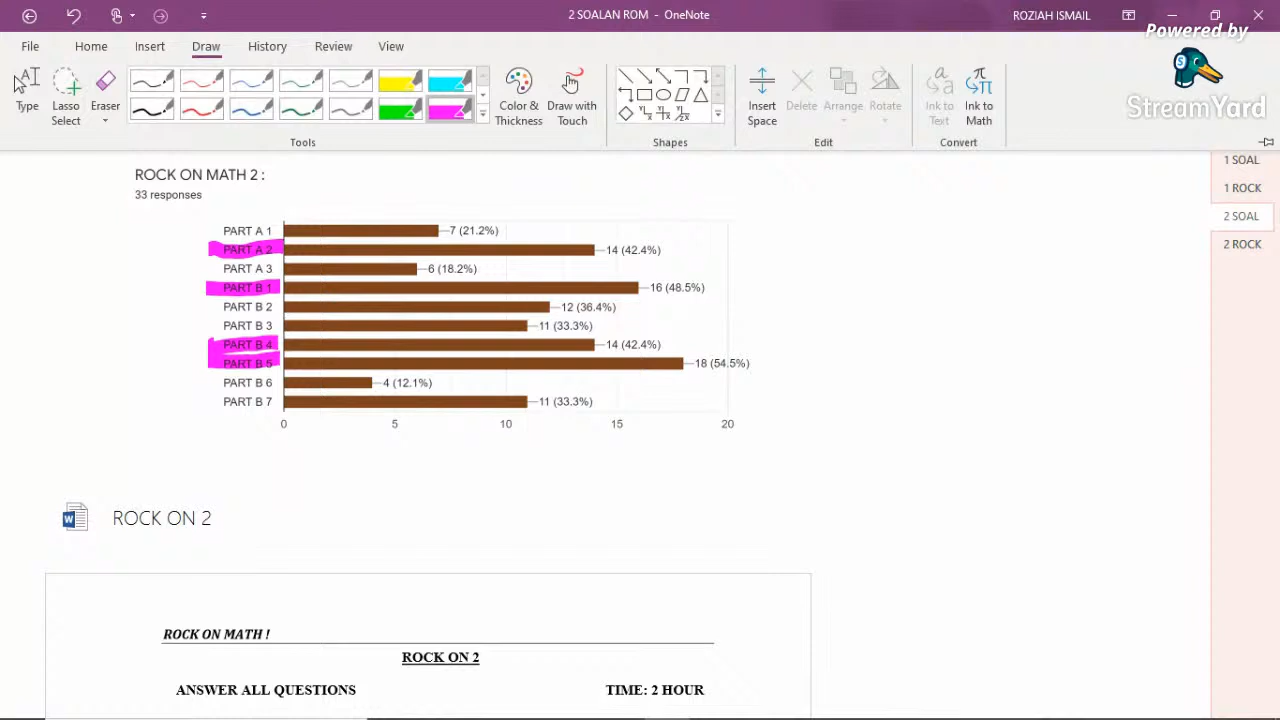 2 SOALAN ROM - OneNote
ROZIAH ISMAIL
Powered by
StreamYard
File
Home
Insert
Draw
History
Review
View
Type
Lasso
Select
Eraser
Color &
Thickness
Draw with
Touch
Insert
Space
Delete
Arrange
Rotate
Ink to
Text
Ink to
Math
Tools
Shapes
Edit
Convert
1 SOAL
1 ROCK
2 SOAL
2 ROCK
ROCK ON MATH 2 :
33 responses
PART A 1 7 (21.2%)
PART A 2 14 (42.4%)
PART A 3 6 (18.2%)
PART B 1 16 (48.5%)
PART B 2 12 (36.4%)
PART B 3 11 (33.3%)
PART B 4 14 (42.4%)
PART B 5 18 (54.5%)
PART B 6 4 (12.1%)
PART B 7 11 (33.3%)
0 5 10 15 20
ROCK ON 2
ROCK ON MATH !
ROCK ON 2
ANSWER ALL QUESTIONS TIME: 2 HOUR